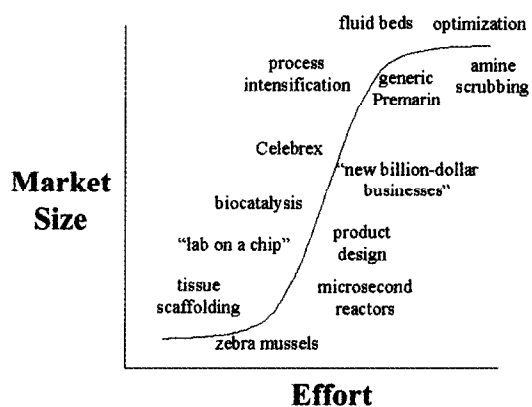 fluid beds
optimization
process
intensification
generic
Premarin
amine
scrubbing
Celebrex
"new billion-dollar
businesses"
Market
Size
biocatalysis
"lab on a chip"
product
design
tissue
scaffolding
microsecond
reactors
zebra mussels
Effort